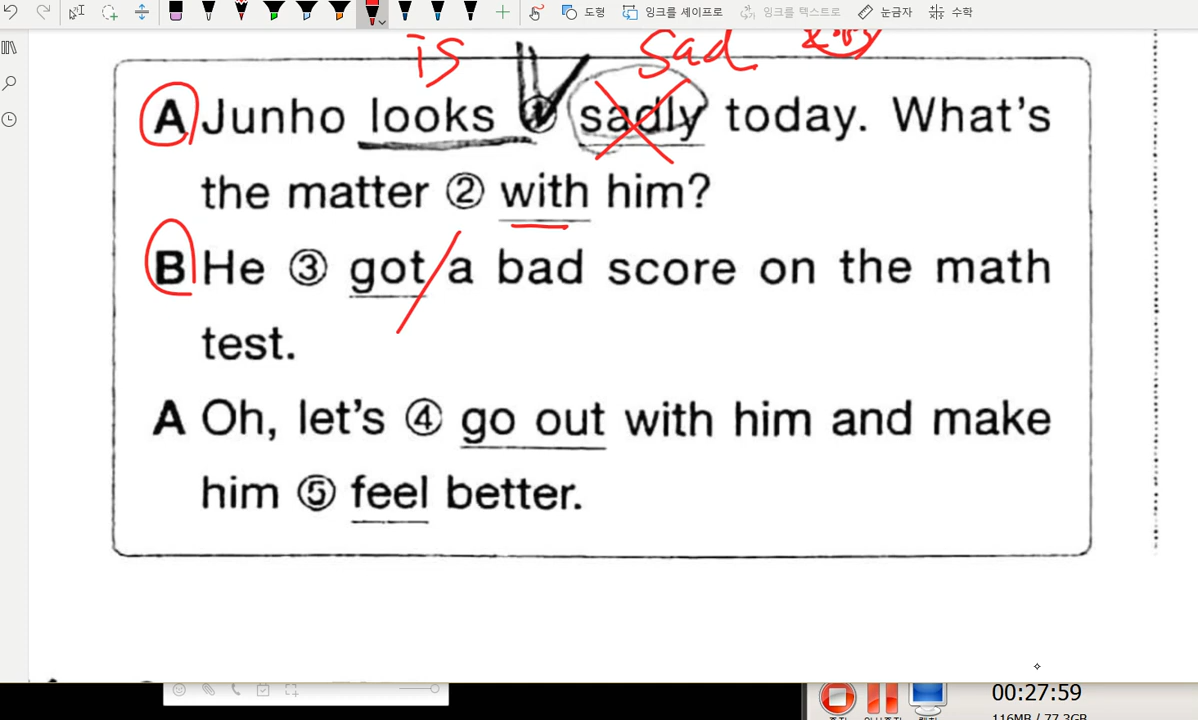 도형 잉크를 셰이프로 잉크를 텍스트로 눈금자 수학
is sad
A Junho looks ① sadly today. What's
the matter ② with him?
B He ③ got a bad score on the math
test.
A Oh, let's ④ go out with him and make
him ⑤ feel better.
00:27:59
116MB / 77.3GB